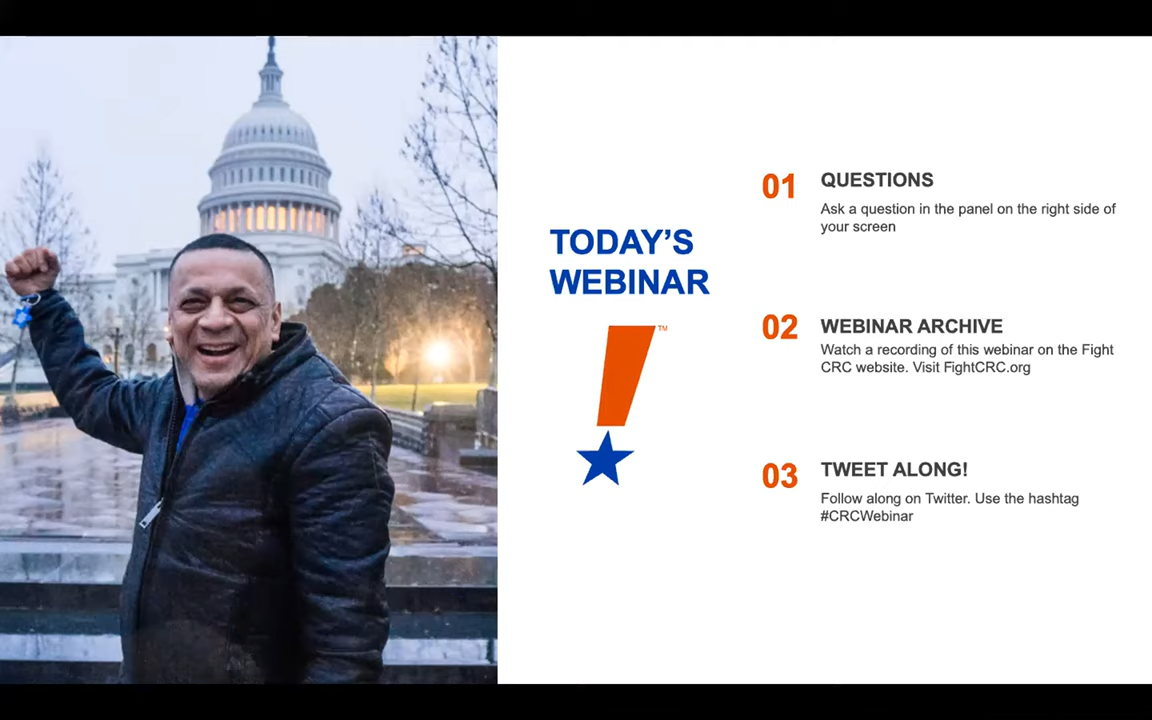 TODAY’S
WEBINAR
TM
01
QUESTIONS
Ask a question in the panel on the right side of
your screen
02
WEBINAR ARCHIVE
Watch a recording of this webinar on the Fight
CRC website. Visit FightCRC.org
03
TWEET ALONG!
Follow along on Twitter. Use the hashtag
#CRCWebinar